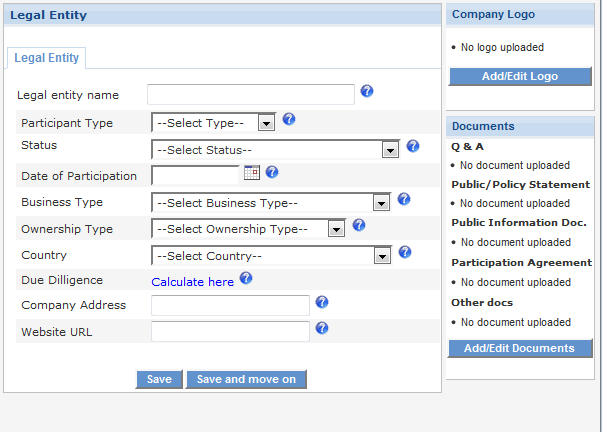 Legal Entity
Legal Entity
Legal entity name
Participant Type --Select Type--
Status --Select Status--
Date of Participation
Business Type --Select Business Type--
Ownership Type --Select Ownership Type--
Country --Select Country--
Due Dilligence Calculate here
Company Address
Website URL
Save Save and move on
Company Logo
• No logo uploaded
Add/Edit Logo
Documents
Q & A
• No document uploaded
Public/Policy Statement
• No document uploaded
Public Information Doc.
• No document uploaded
Participation Agreement
• No document uploaded
Other docs
• No document uploaded
Add/Edit Documents